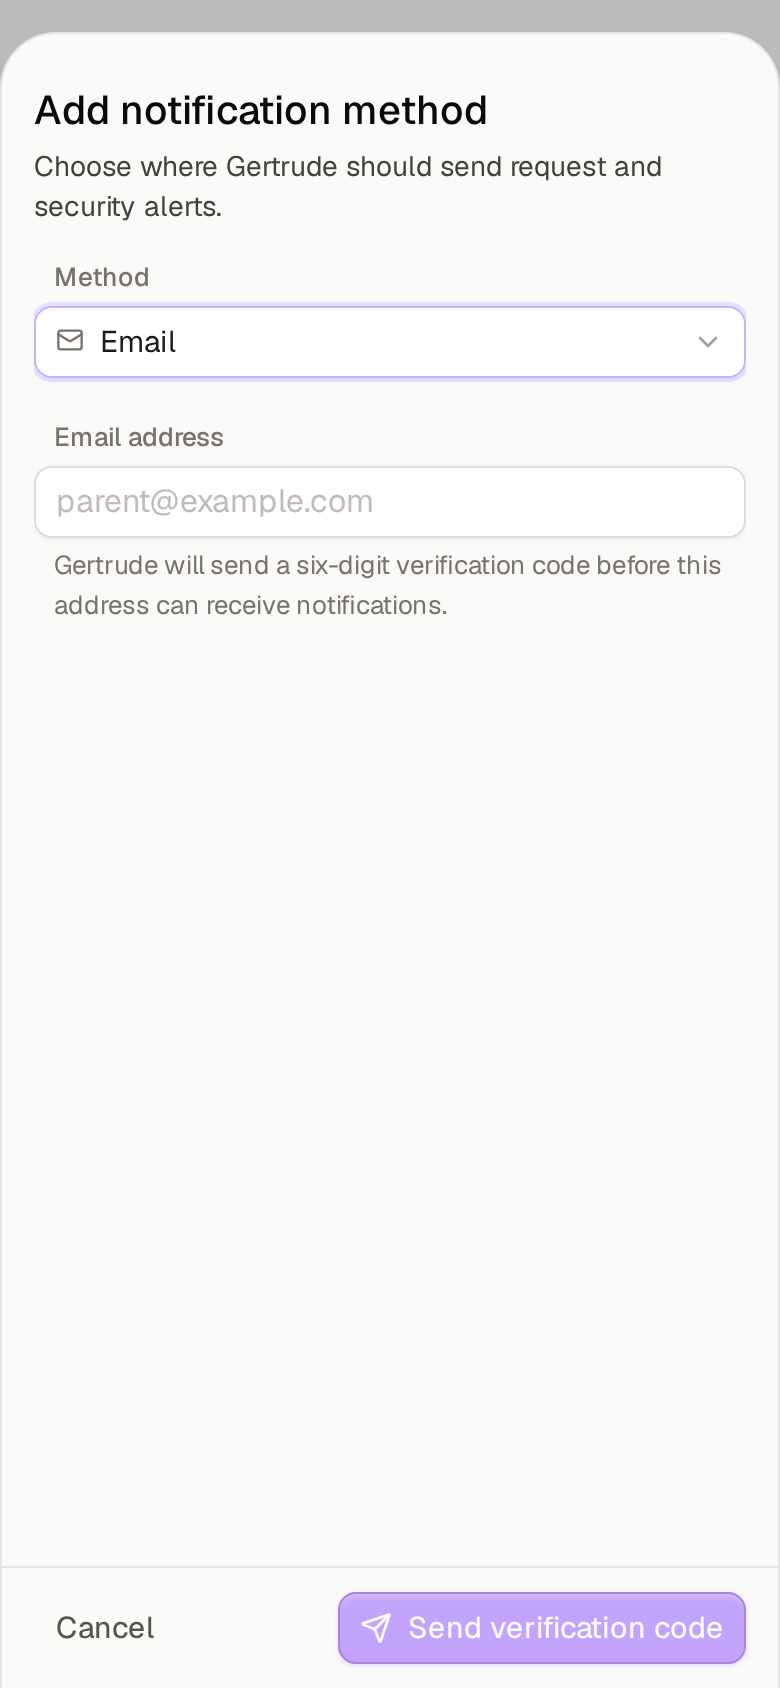 Add notification method
Choose where Gertrude should send request and
security alerts.
Method
Email
Email address
parent@example.com
Gertrude will send a six-digit verification code before this
address can receive notifications.
Cancel
Send verification code